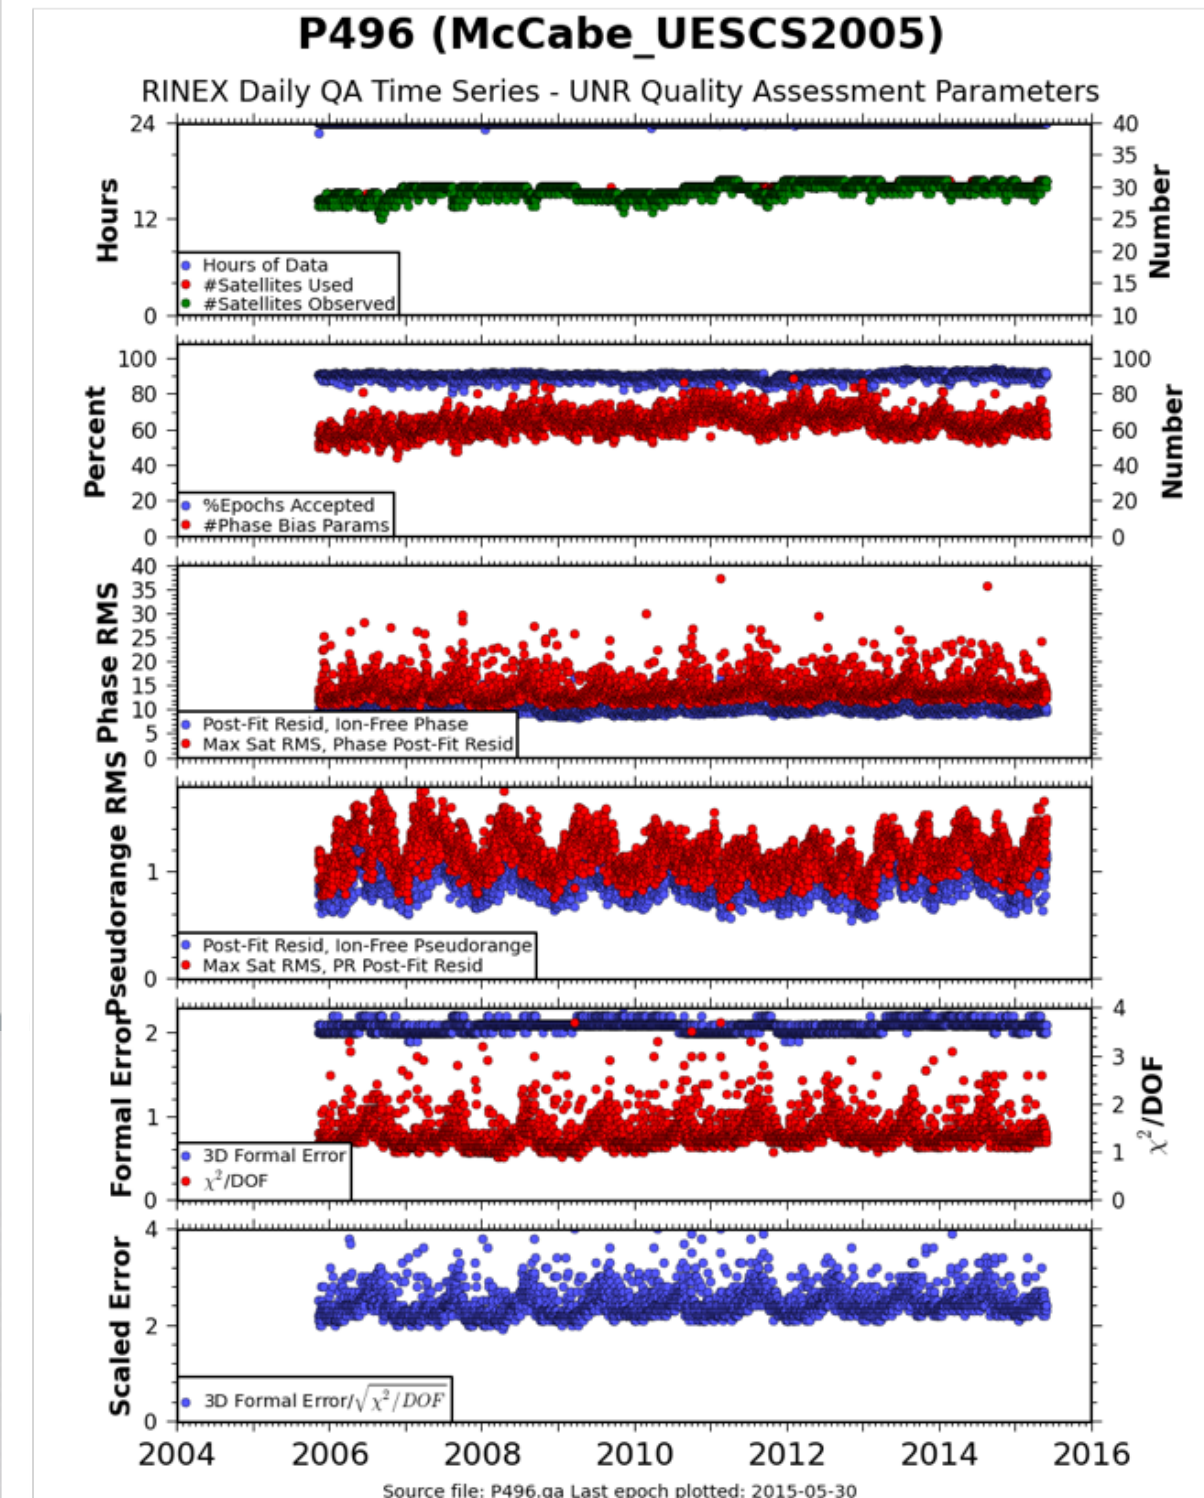 P496 (McCabe_UESCS2005)
RINEX Daily QA Time Series - UNR Quality Assessment Parameters
Hours
24
12
0
Number
40
35
30
25
20
15
10
Hours of Data
#Satellites Used
#Satellites Observed
2004 2006 2008 2010 2012 2014 2016
Percent
100
80
60
40
20
0
Number
100
80
60
40
20
0
%Epochs Accepted
#Phase Bias Params
Phase RMS
40
35
30
25
20
15
10
5
0
Post-Fit Resid, Ion-Free Phase
Max Sat RMS, Phase Post-Fit Resid
Pseudorange RMS
1
0
Post-Fit Resid, Ion-Free Pseudorange
Max Sat RMS, PR Post-Fit Resid
Formal Error
2
1
0
χ²/DOF
4
3
2
1
0
3D Formal Error
χ²/DOF
Scaled Error
4
2
0
3D Formal Error/√χ²/DOF
2004 2006 2008 2010 2012 2014 2016
Source file: P496.qa Last epoch plotted: 2015-05-30